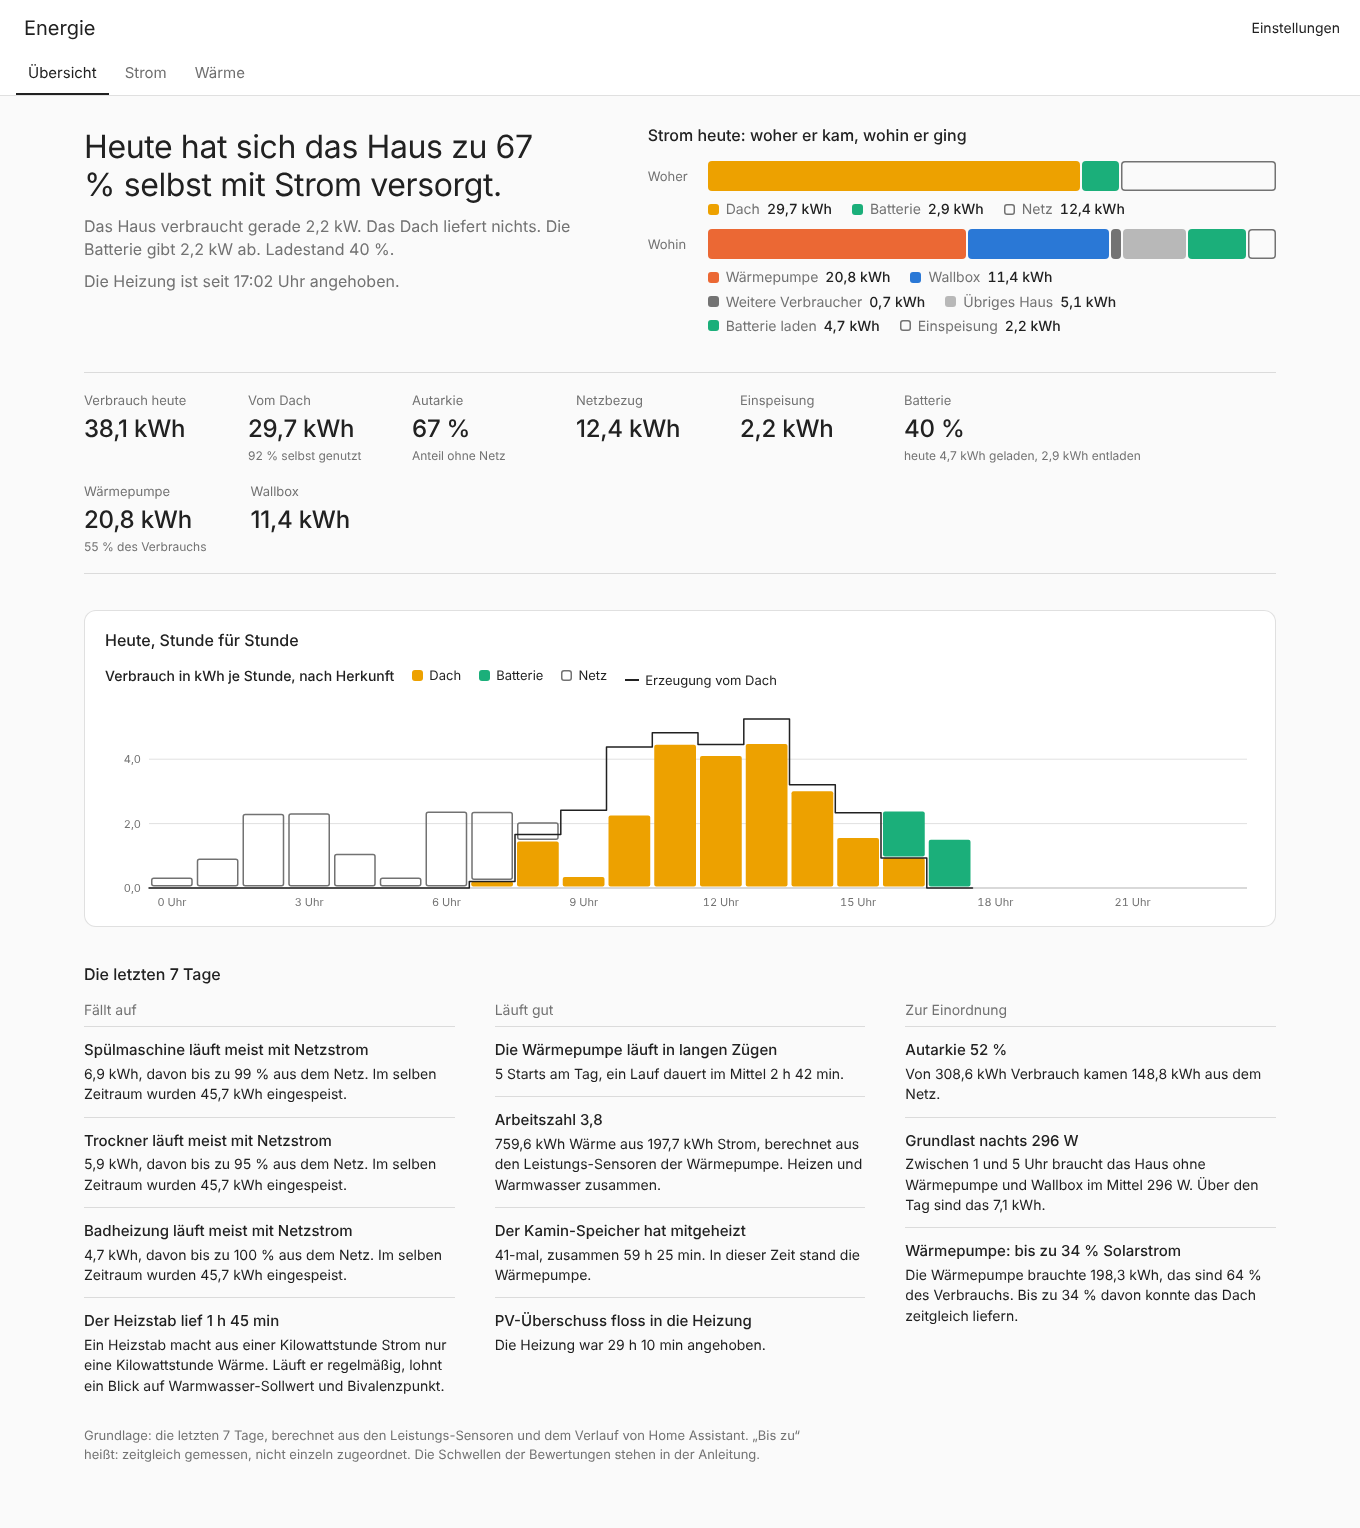 Energie
Einstellungen
Übersicht
Strom
Wärme
Heute hat sich das Haus zu 67
% selbst mit Strom versorgt.
Das Haus verbraucht gerade 2,2 kW. Das Dach liefert nichts. Die
Batterie gibt 2,2 kW ab. Ladestand 40 %.
Die Heizung ist seit 17:02 Uhr angehoben.
Strom heute: woher er kam, wohin er ging
Woher
Dach 29,7 kWh Batterie 2,9 kWh Netz 12,4 kWh
Wohin
Wärmepumpe 20,8 kWh Wallbox 11,4 kWh
Weitere Verbraucher 0,7 kWh Übriges Haus 5,1 kWh
Batterie laden 4,7 kWh Einspeisung 2,2 kWh
Verbrauch heute
38,1 kWh
Vom Dach
29,7 kWh
92 % selbst genutzt
Autarkie
67 %
Anteil ohne Netz
Netzbezug
12,4 kWh
Einspeisung
2,2 kWh
Batterie
40 %
heute 4,7 kWh geladen, 2,9 kWh entladen
Wärmepumpe
20,8 kWh
55 % des Verbrauchs
Wallbox
11,4 kWh
Heute, Stunde für Stunde
Verbrauch in kWh je Stunde, nach Herkunft Dach Batterie Netz Erzeugung vom Dach
4,0
2,0
0,0
0 Uhr 3 Uhr 6 Uhr 9 Uhr 12 Uhr 15 Uhr 18 Uhr 21 Uhr
Die letzten 7 Tage
Fällt auf
Spülmaschine läuft meist mit Netzstrom
6,9 kWh, davon bis zu 99 % aus dem Netz. Im selben
Zeitraum wurden 45,7 kWh eingespeist.
Trockner läuft meist mit Netzstrom
5,9 kWh, davon bis zu 95 % aus dem Netz. Im selben
Zeitraum wurden 45,7 kWh eingespeist.
Badheizung läuft meist mit Netzstrom
4,7 kWh, davon bis zu 100 % aus dem Netz. Im selben
Zeitraum wurden 45,7 kWh eingespeist.
Der Heizstab lief 1 h 45 min
Ein Heizstab macht aus einer Kilowattstunde Strom nur
eine Kilowattstunde Wärme. Läuft er regelmäßig, lohnt
ein Blick auf Warmwasser-Sollwert und Bivalenzpunkt.
Läuft gut
Die Wärmepumpe läuft in langen Zügen
5 Starts am Tag, ein Lauf dauert im Mittel 2 h 42 min.
Arbeitszahl 3,8
759,6 kWh Wärme aus 197,7 kWh Strom, berechnet aus
den Leistungs-Sensoren der Wärmepumpe. Heizen und
Warmwasser zusammen.
Der Kamin-Speicher hat mitgeheizt
41-mal, zusammen 59 h 25 min. In dieser Zeit stand die
Wärmepumpe.
PV-Überschuss floss in die Heizung
Die Heizung war 29 h 10 min angehoben.
Zur Einordnung
Autarkie 52 %
Von 308,6 kWh Verbrauch kamen 148,8 kWh aus dem
Netz.
Grundlast nachts 296 W
Zwischen 1 und 5 Uhr braucht das Haus ohne
Wärmepumpe und Wallbox im Mittel 296 W. Über den
Tag sind das 7,1 kWh.
Wärmepumpe: bis zu 34 % Solarstrom
Die Wärmepumpe brauchte 198,3 kWh, das sind 64 %
des Verbrauchs. Bis zu 34 % davon konnte das Dach
zeitgleich liefern.
Grundlage: die letzten 7 Tage, berechnet aus den Leistungs-Sensoren und dem Verlauf von Home Assistant. „Bis zu“
heißt: zeitgleich gemessen, nicht einzeln zugeordnet. Die Schwellen der Bewertungen stehen in der Anleitung.